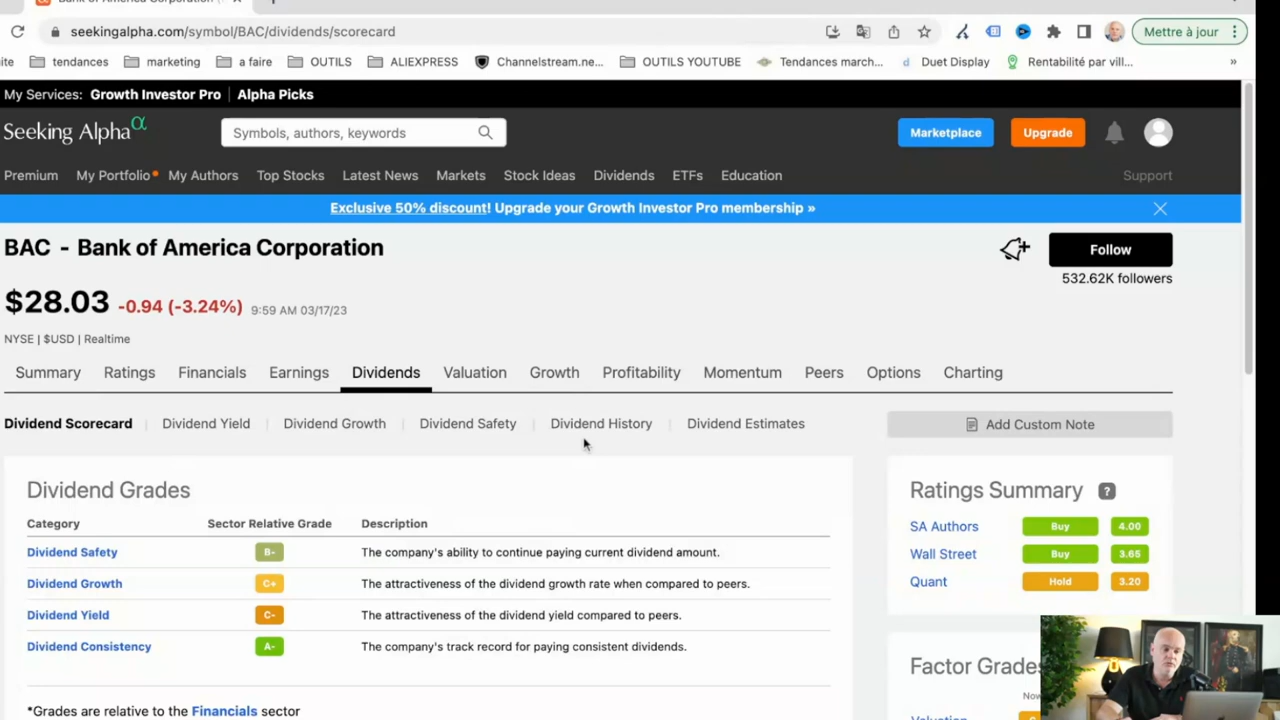 Bank of America Corporation (
seekingalpha.com/symbol/BAC/dividends/scorecard
Mettre à jour
ite tendances marketing a faire OUTILS ALIEXPRESS Channelstream.ne... OUTILS YOUTUBE Tendances march... Duet Display Rentabilité par vill... »
My Services: Growth Investor Pro | Alpha Picks
Seeking Alpha α
Symbols, authors, keywords
Marketplace Upgrade
Premium My Portfolio My Authors Top Stocks Latest News Markets Stock Ideas Dividends ETFs Education Support
Exclusive 50% discount! Upgrade your Growth Investor Pro membership »
BAC - Bank of America Corporation
Follow
532.62K followers
$28.03 -0.94 (-3.24%) 9:59 AM 03/17/23
NYSE | $USD | Realtime
Summary Ratings Financials Earnings Dividends Valuation Growth Profitability Momentum Peers Options Charting
Dividend Scorecard | Dividend Yield | Dividend Growth | Dividend Safety | Dividend History | Dividend Estimates
Add Custom Note
Dividend Grades
Category Sector Relative Grade Description
Dividend Safety B- The company's ability to continue paying current dividend amount.
Dividend Growth C+ The attractiveness of the dividend growth rate when compared to peers.
Dividend Yield C- The attractiveness of the dividend yield compared to peers.
Dividend Consistency A- The company's track record for paying consistent dividends.
*Grades are relative to the Financials sector
Ratings Summary ?
SA Authors Buy 4.00
Wall Street Buy 3.65
Quant Hold 3.20
Factor Grades
Now
Valuation